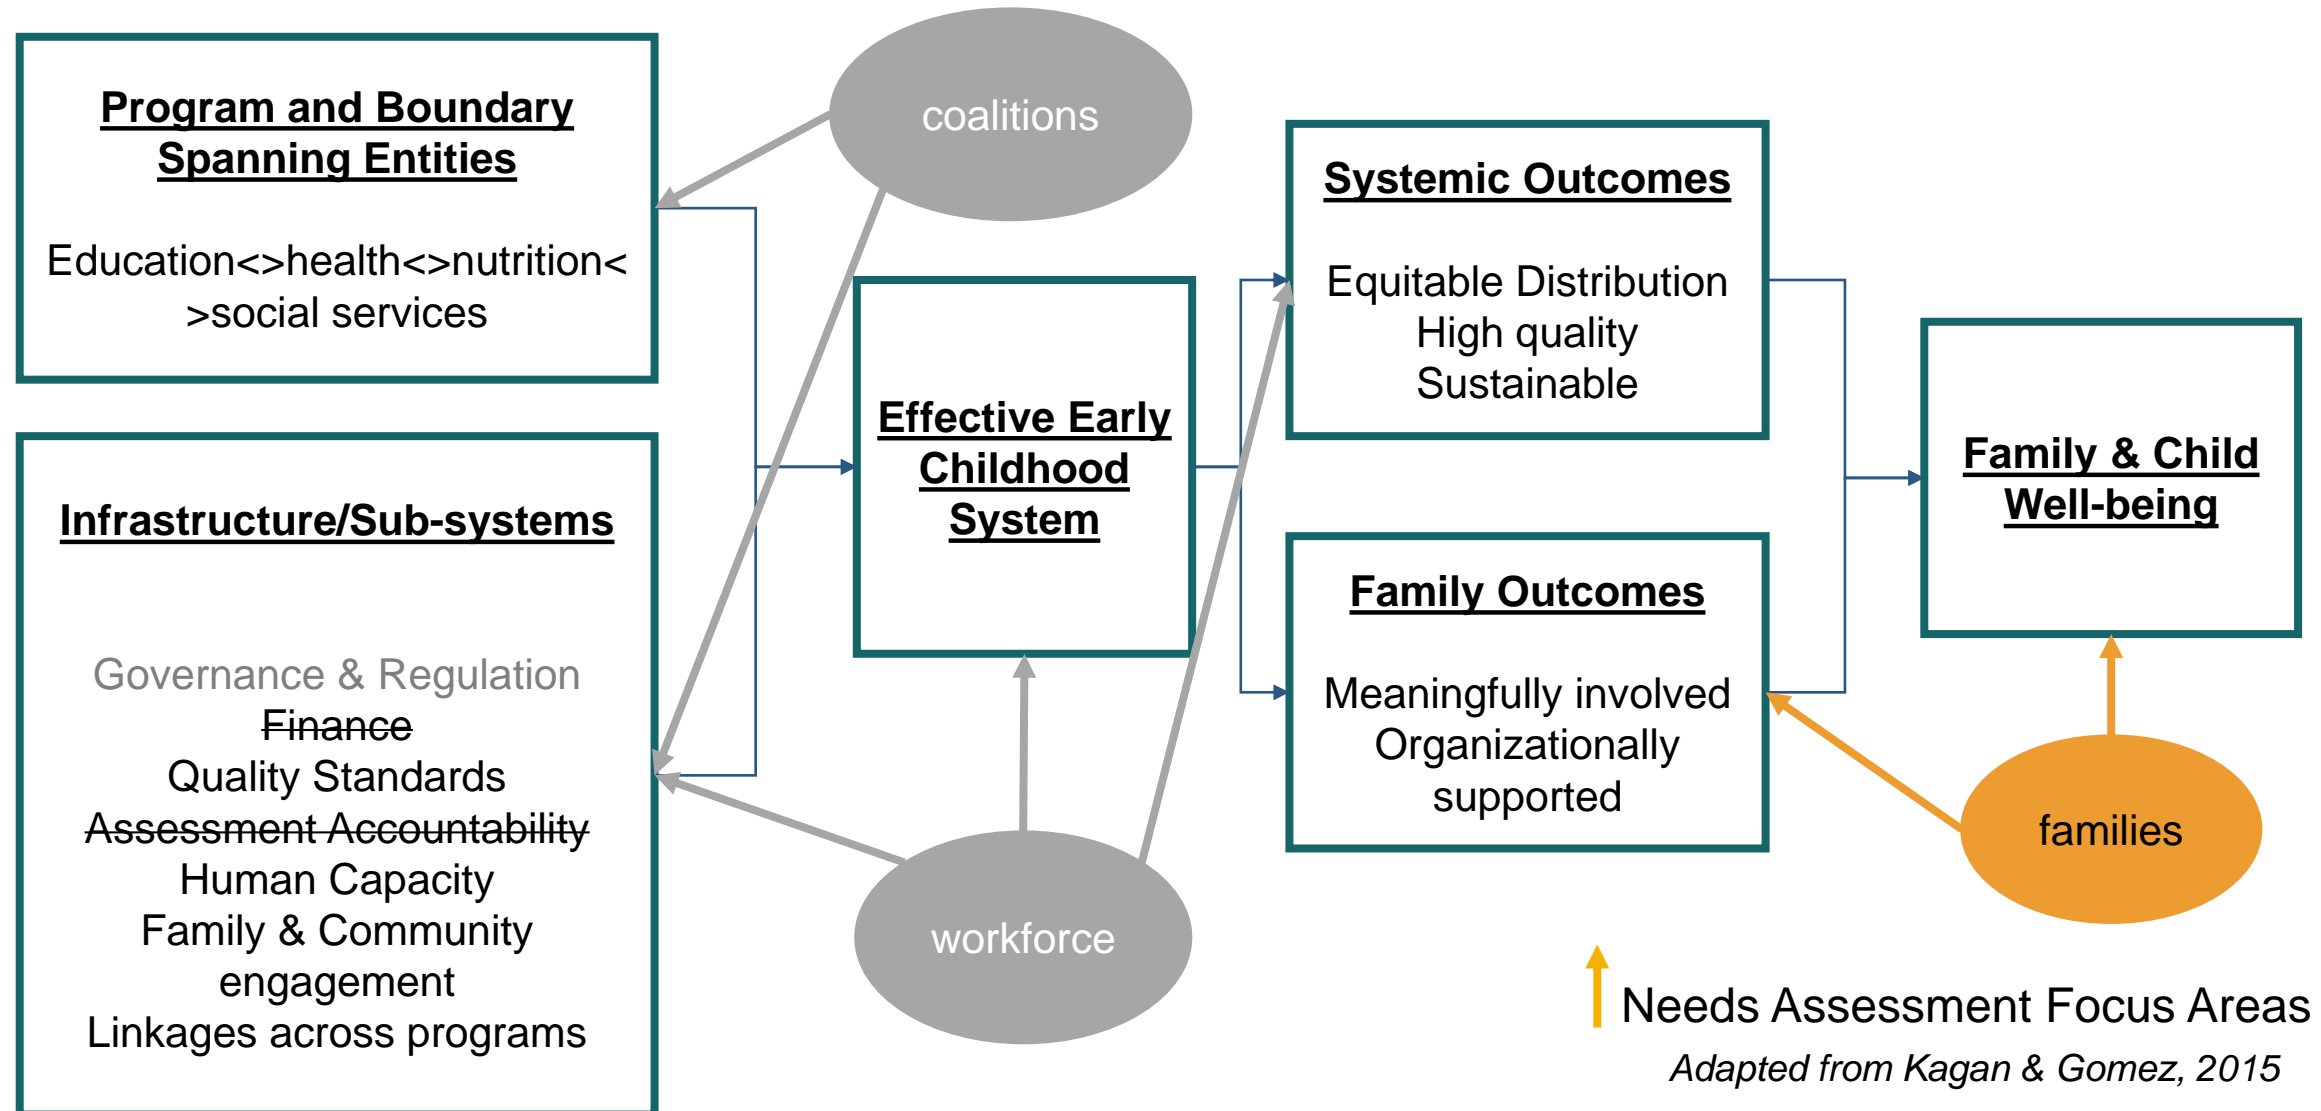 Program and Boundary
Spanning Entities
Education<>health<>nutrition<
>social services
Infrastructure/Sub-systems
Governance & Regulation
Finance
Quality Standards
Assessment Accountability
Human Capacity
Family & Community
engagement
Linkages across programs
coalitions
Effective Early
Childhood
System
workforce
Systemic Outcomes
Equitable Distribution
High quality
Sustainable
Family Outcomes
Meaningfully involved
Organizationally
supported
Family & Child
Well-being
families
Needs Assessment Focus Areas
Adapted from Kagan & Gomez, 2015